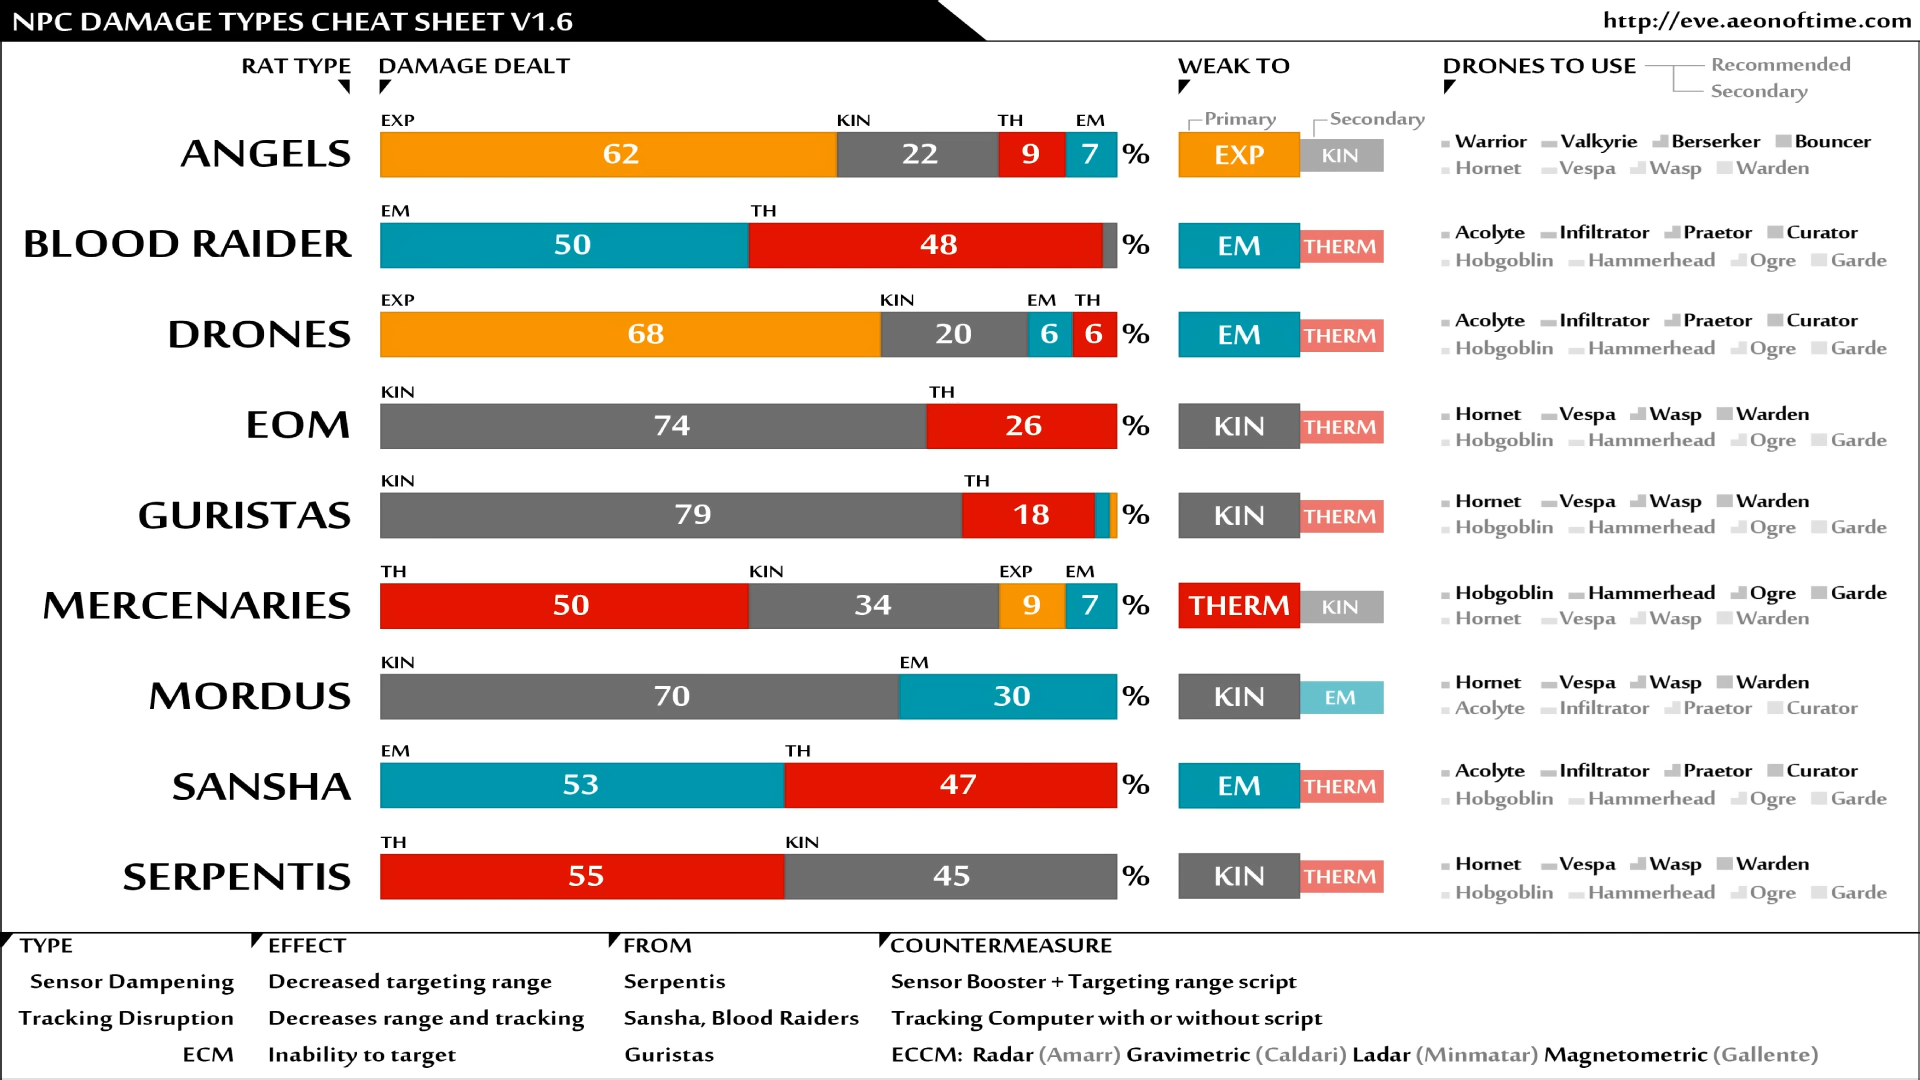 NPC DAMAGE TYPES CHEAT SHEET V1.6 http://eve.aeonoftime.com
RAT TYPE DAMAGE DEALT WEAK TO DRONES TO USE Recommended
Secondary
EXP KIN TH EM Primary Secondary
ANGELS 62 22 9 7 % EXP KIN Warrior Valkyrie Berserker Bouncer
Hornet Vespa Wasp Warden
EM TH
BLOOD RAIDER 50 48 % EM THERM Acolyte Infiltrator Praetor Curator
Hobgoblin Hammerhead Ogre Garde
EXP KIN EM TH
DRONES 68 20 6 6 % EM THERM Acolyte Infiltrator Praetor Curator
Hobgoblin Hammerhead Ogre Garde
KIN TH
EOM 74 26 % KIN THERM Hornet Vespa Wasp Warden
Hobgoblin Hammerhead Ogre Garde
KIN TH
GURISTAS 79 18 % KIN THERM Hornet Vespa Wasp Warden
Hobgoblin Hammerhead Ogre Garde
TH KIN EXP EM
MERCENARIES 50 34 9 7 % THERM KIN Hobgoblin Hammerhead Ogre Garde
Hornet Vespa Wasp Warden
KIN EM
MORDUS 70 30 % KIN EM Hornet Vespa Wasp Warden
Acolyte Infiltrator Praetor Curator
EM TH
SANSHA 53 47 % EM THERM Acolyte Infiltrator Praetor Curator
Hobgoblin Hammerhead Ogre Garde
TH KIN
SERPENTIS 55 45 % KIN THERM Hornet Vespa Wasp Warden
Hobgoblin Hammerhead Ogre Garde
TYPE EFFECT FROM COUNTERMEASURE
Sensor Dampening Decreased targeting range Serpentis Sensor Booster + Targeting range script
Tracking Disruption Decreases range and tracking Sansha, Blood Raiders Tracking Computer with or without script
ECM Inability to target Guristas ECCM: Radar (Amarr) Gravimetric (Caldari) Ladar (Minmatar) Magnetometric (Gallente)